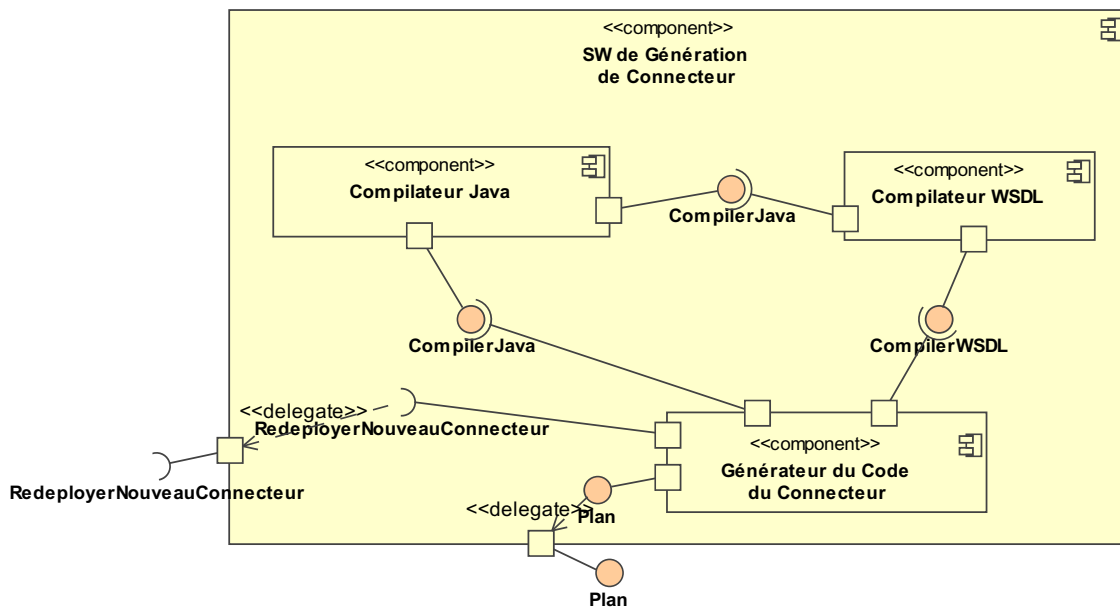 <<component>>
SW de Génération
de Connecteur
<<component>>
Compilateur Java
<<component>>
Compilateur WSDL
CompilerJava
CompilerJava
CompilerWSDL
<<delegate>>
RedeployerNouveauConnecteur
<<component>>
Générateur du Code
du Connecteur
RedeployerNouveauConnecteur
<<delegate>>
Plan
Plan